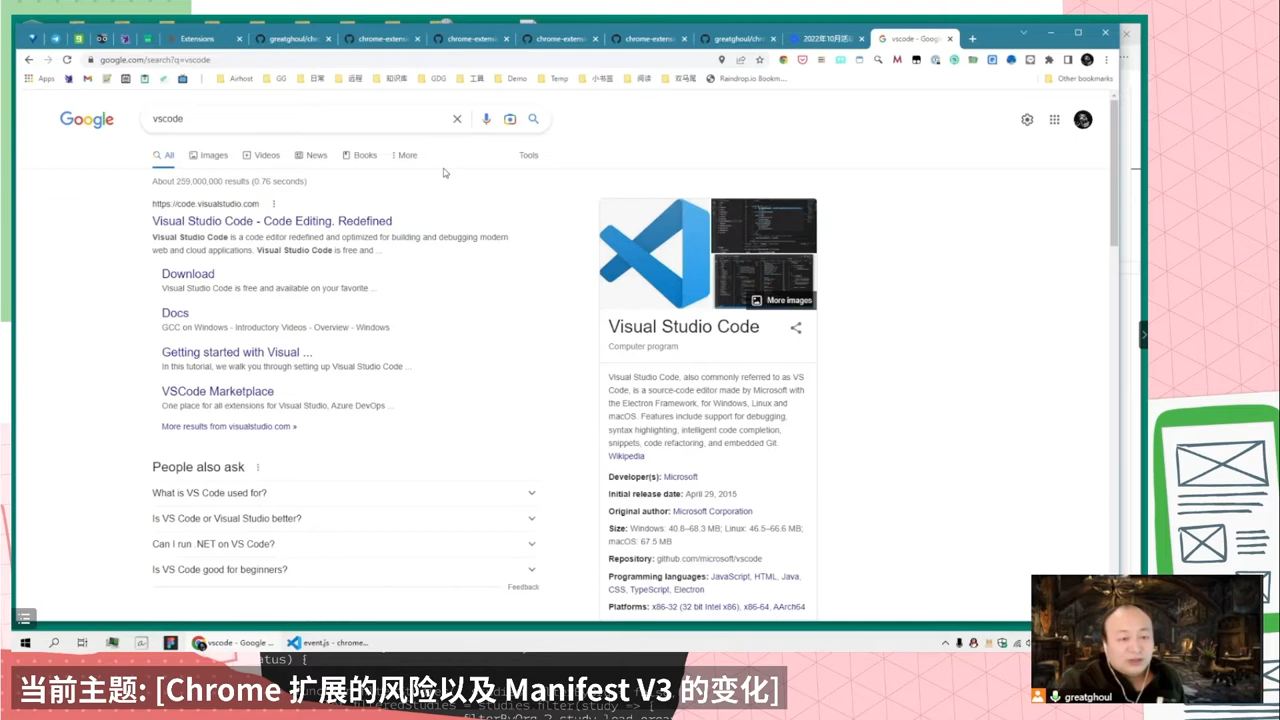 Extensions
greatghoul/chr
chrome-extensi
chrome-extensi
chrome-extensi
chrome-extensi
greatghoul/chr
2022年10月活
vscode - Googl
google.com/search?q=vscode
Apps
Airhost
GG
日常
远程
知识库
GDG
工具
Demo
Temp
小书签
阅读
双马尾
Raindrop.io Bookm...
Other bookmarks
Google
vscode
All
Images
Videos
News
Books
More
Tools
About 259,000,000 results (0.76 seconds)
https://code.visualstudio.com
Visual Studio Code - Code Editing. Redefined
Visual Studio Code is a code editor redefined and optimized for building and debugging modern
web and cloud applications. Visual Studio Code is free and ...
Download
Visual Studio Code is free and available on your favorite ...
Docs
GCC on Windows - Introductory Videos - Overview - Windows
Getting started with Visual ...
In this tutorial, we walk you through setting up Visual Studio Code ...
VSCode Marketplace
One place for all extensions for Visual Studio, Azure DevOps ...
More results from visualstudio.com »
People also ask
What is VS Code used for?
Is VS Code or Visual Studio better?
Can I run .NET on VS Code?
Is VS Code good for beginners?
Feedback
More images
Visual Studio Code
Computer program
Visual Studio Code, also commonly referred to as VS
Code, is a source-code editor made by Microsoft with
the Electron Framework, for Windows, Linux and
macOS. Features include support for debugging,
syntax highlighting, intelligent code completion,
snippets, code refactoring, and embedded Git.
Wikipedia
Developer(s): Microsoft
Initial release date: April 29, 2015
Original author: Microsoft Corporation
Size: Windows: 40.8–68.3 MB; Linux: 46.5–66.6 MB;
macOS: 67.5 MB
Repository: github.com/microsoft/vscode
Programming languages: JavaScript, HTML, Java,
CSS, TypeScript, Electron
Platforms: x86-32 (32 bit Intel x86), x86-64, AArch64
vscode - Google ...
event.js - chrome...
atus) {
greatghoul
当前主题: [Chrome 扩展的风险以及 Manifest V3 的变化]